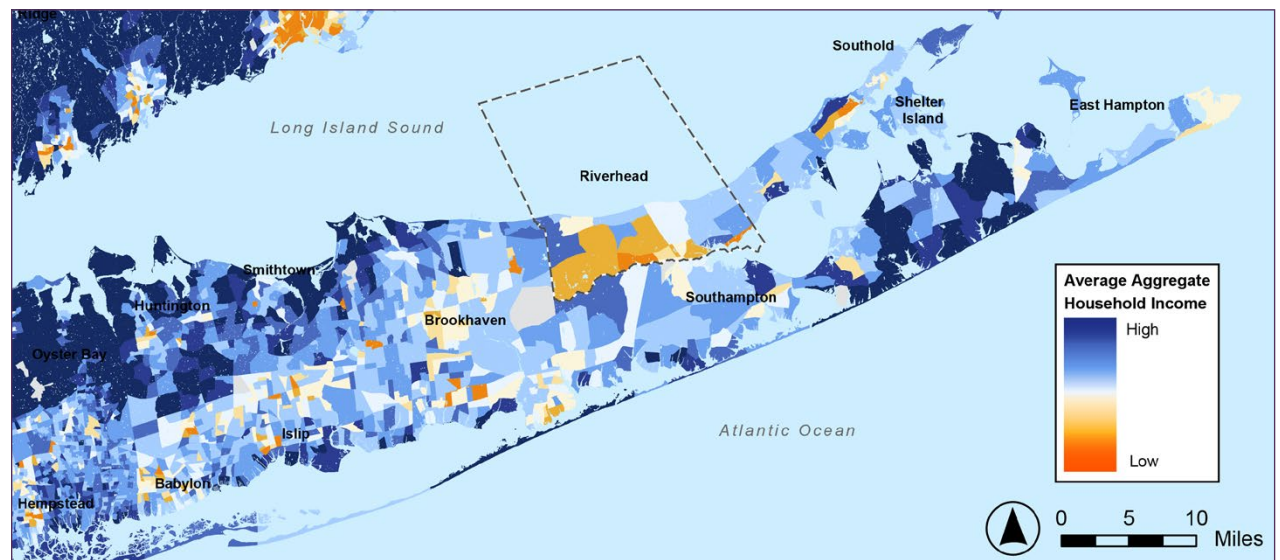 Ridge
Southold
Shelter
Island
East Hampton
Long Island Sound
Riverhead
Smithtown
Huntington
Southampton
Brookhaven
Oyster Bay
Islip
Babylon
Hempstead
Atlantic Ocean
Average Aggregate
Household Income
High
Low
0 5 10
Miles